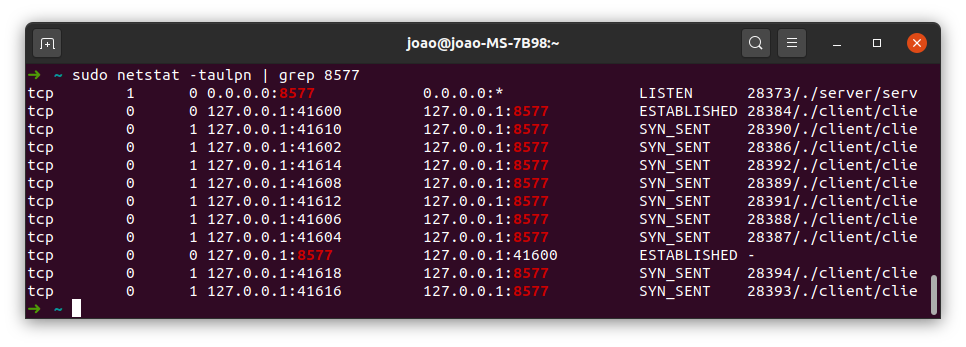 joao@joao-MS-7B98:~
➜ ~ sudo netstat -taulpn | grep 8577
tcp 1 0 0.0.0.0:8577 0.0.0.0:* LISTEN 28373/./server/serv
tcp 0 0 127.0.0.1:41600 127.0.0.1:8577 ESTABLISHED 28384/./client/clie
tcp 0 1 127.0.0.1:41610 127.0.0.1:8577 SYN_SENT 28390/./client/clie
tcp 0 1 127.0.0.1:41602 127.0.0.1:8577 SYN_SENT 28386/./client/clie
tcp 0 1 127.0.0.1:41614 127.0.0.1:8577 SYN_SENT 28392/./client/clie
tcp 0 1 127.0.0.1:41608 127.0.0.1:8577 SYN_SENT 28389/./client/clie
tcp 0 1 127.0.0.1:41612 127.0.0.1:8577 SYN_SENT 28391/./client/clie
tcp 0 1 127.0.0.1:41606 127.0.0.1:8577 SYN_SENT 28388/./client/clie
tcp 0 1 127.0.0.1:41604 127.0.0.1:8577 SYN_SENT 28387/./client/clie
tcp 0 0 127.0.0.1:8577 127.0.0.1:41600 ESTABLISHED -
tcp 0 1 127.0.0.1:41618 127.0.0.1:8577 SYN_SENT 28394/./client/clie
tcp 0 1 127.0.0.1:41616 127.0.0.1:8577 SYN_SENT 28393/./client/clie
➜ ~